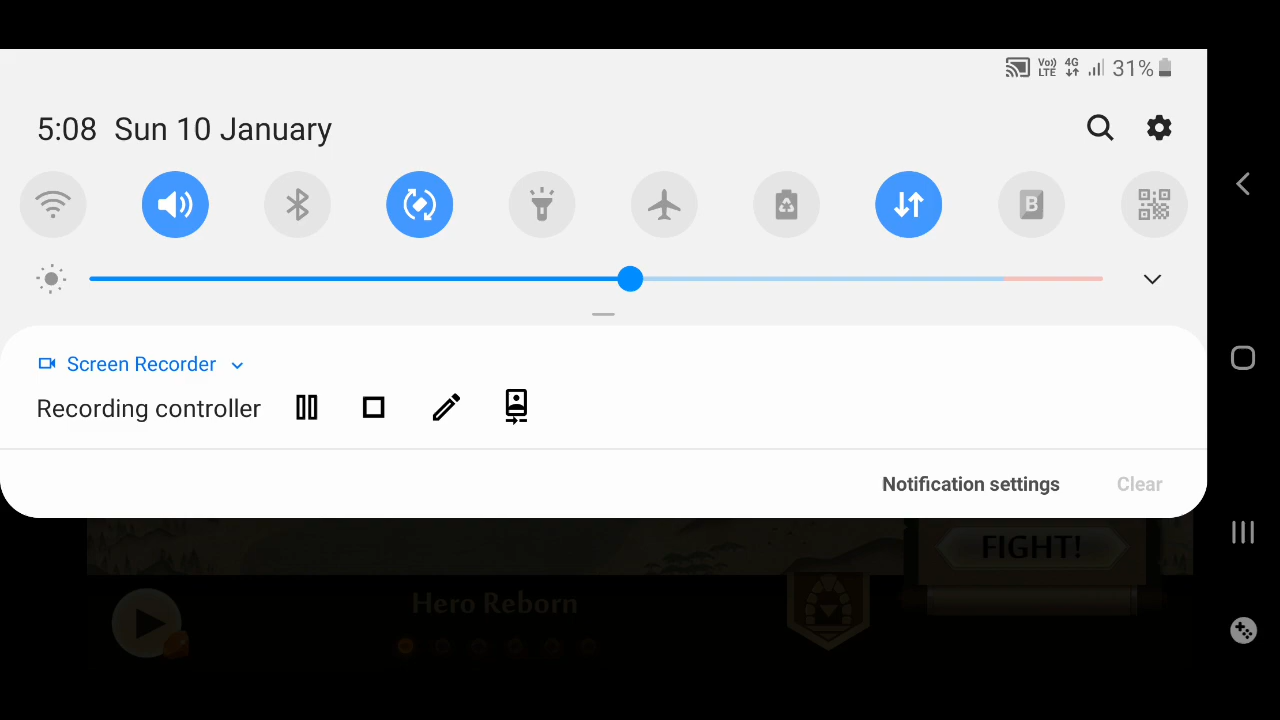 Vo)) LTE 4G 31%
5:08 Sun 10 January
B
Screen Recorder
Recording controller
Notification settings Clear
FIGHT!
Hero Reborn